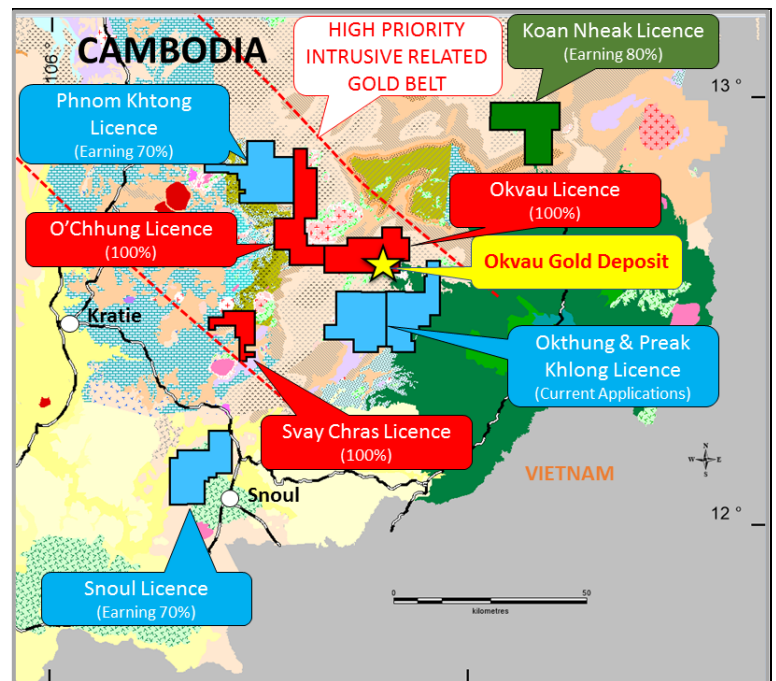 106 °
CAMBODIA
HIGH PRIORITY
INTRUSIVE RELATED
GOLD BELT
Koan Nheak Licence
(Earning 80%)
13 °
Phnom Khtong
Licence
(Earning 70%)
Okvau Licence
(100%)
O'Chhung Licence
(100%)
Okvau Gold Deposit
Kratie
Okthung & Preak
Khlong Licence
(Current Applications)
Svay Chras Licence
(100%)
VIETNAM
N
W E
S
Snoul
12 °
Snoul Licence
(Earning 70%)
0 50
kilometres